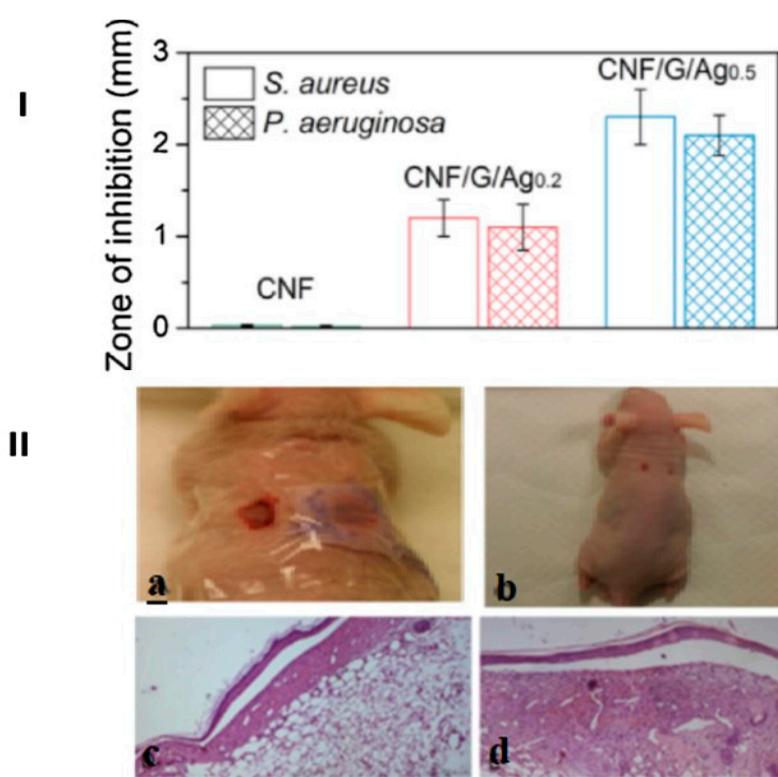 I
Zone of inhibition (mm)
3
2
1
0
S. aureus
P. aeruginosa
CNF
CNF/G/Ag0.2
CNF/G/Ag0.5
II
a
b
c
d